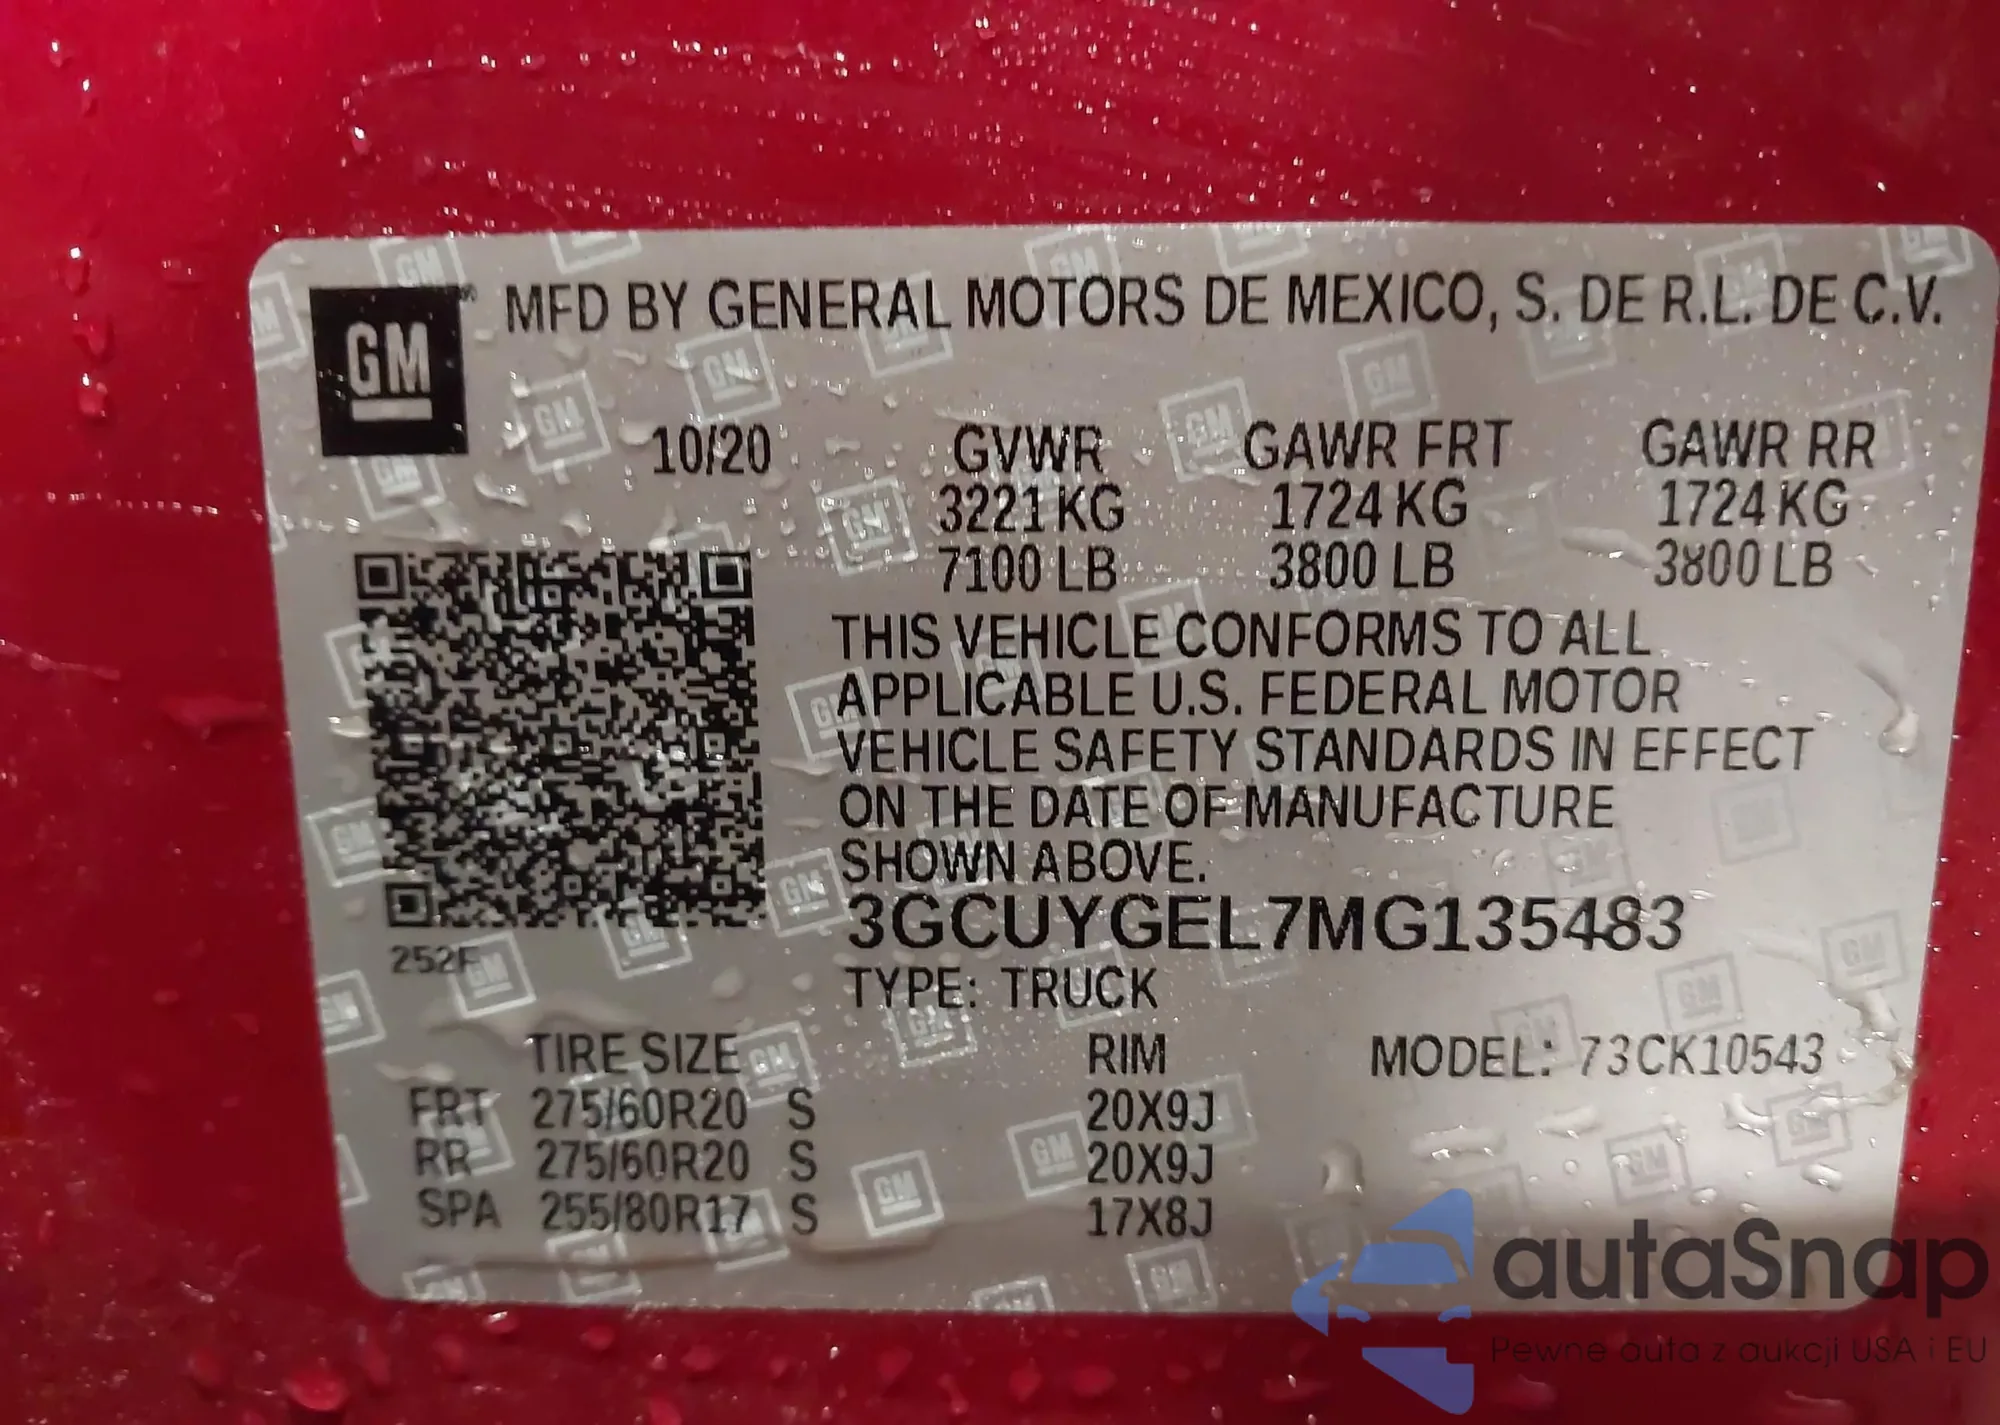 GM
MFD BY GENERAL MOTORS DE MEXICO, S. DE R.L. DE C.V.
10/20 GVWR GAWR FRT GAWR RR
3221 KG 1724 KG 1724 KG
7100 LB 3800 LB 3800 LB
THIS VEHICLE CONFORMS TO ALL
APPLICABLE U.S. FEDERAL MOTOR
VEHICLE SAFETY STANDARDS IN EFFECT
ON THE DATE OF MANUFACTURE
SHOWN ABOVE.
3GCUYGEL7MG135483
252F
TYPE: TRUCK
TIRE SIZE RIM MODEL: 73CK10543
FRT 275/60R20 S 20X9J
RR 275/60R20 S 20X9J
SPA 255/80R17 S 17X8J
autaSnap
Pewne auta z aukcji USA i EU